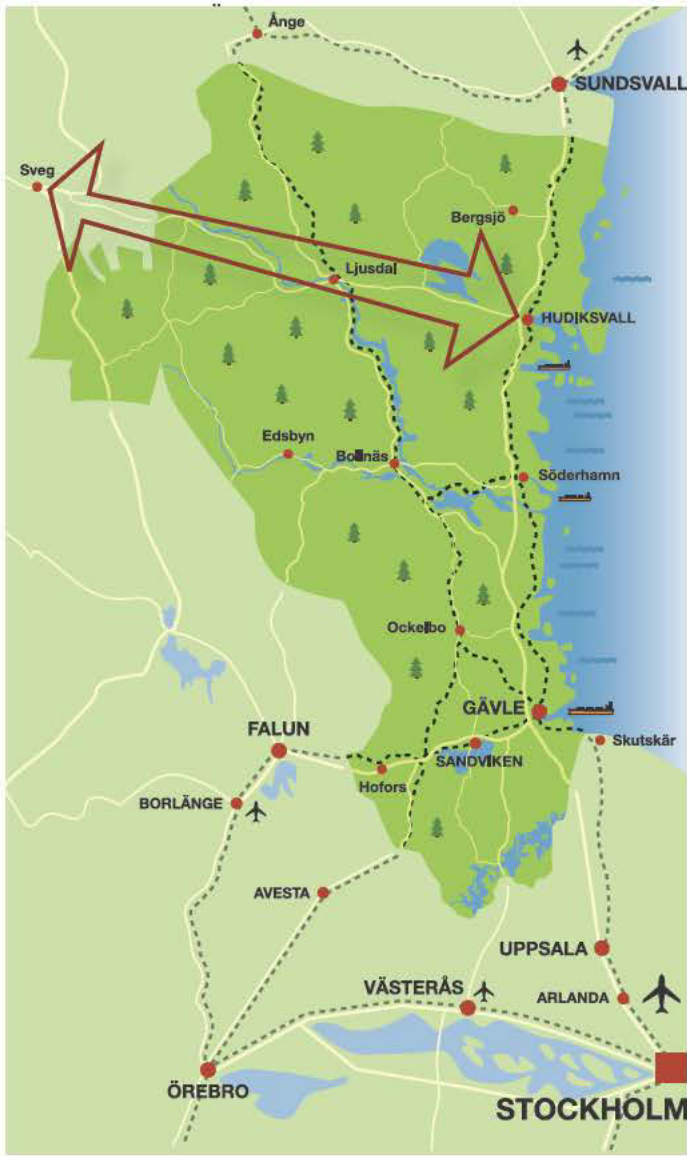 Ånge
SUNDSVALL
Sveg
Bergsjö
Ljusdal
HUDIKSVALL
Edsbyn
Bollnäs
Söderhamn
Ockelbo
GÄVLE
Skutskär
FALUN
SANDVIKEN
Hofors
BORLÄNGE
AVESTA
UPPSALA
VÄSTERÅS
ARLANDA
ÖREBRO
STOCKHOLM